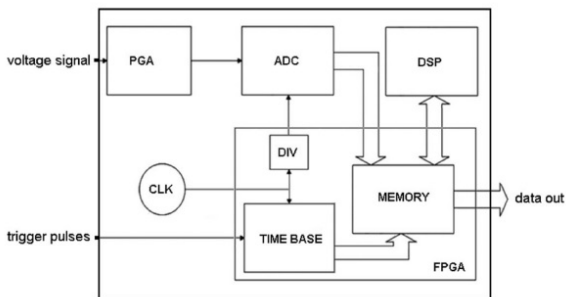 voltage signal
PGA
ADC
DSP
DIV
CLK
MEMORY
data out
trigger pulses
TIME BASE
FPGA